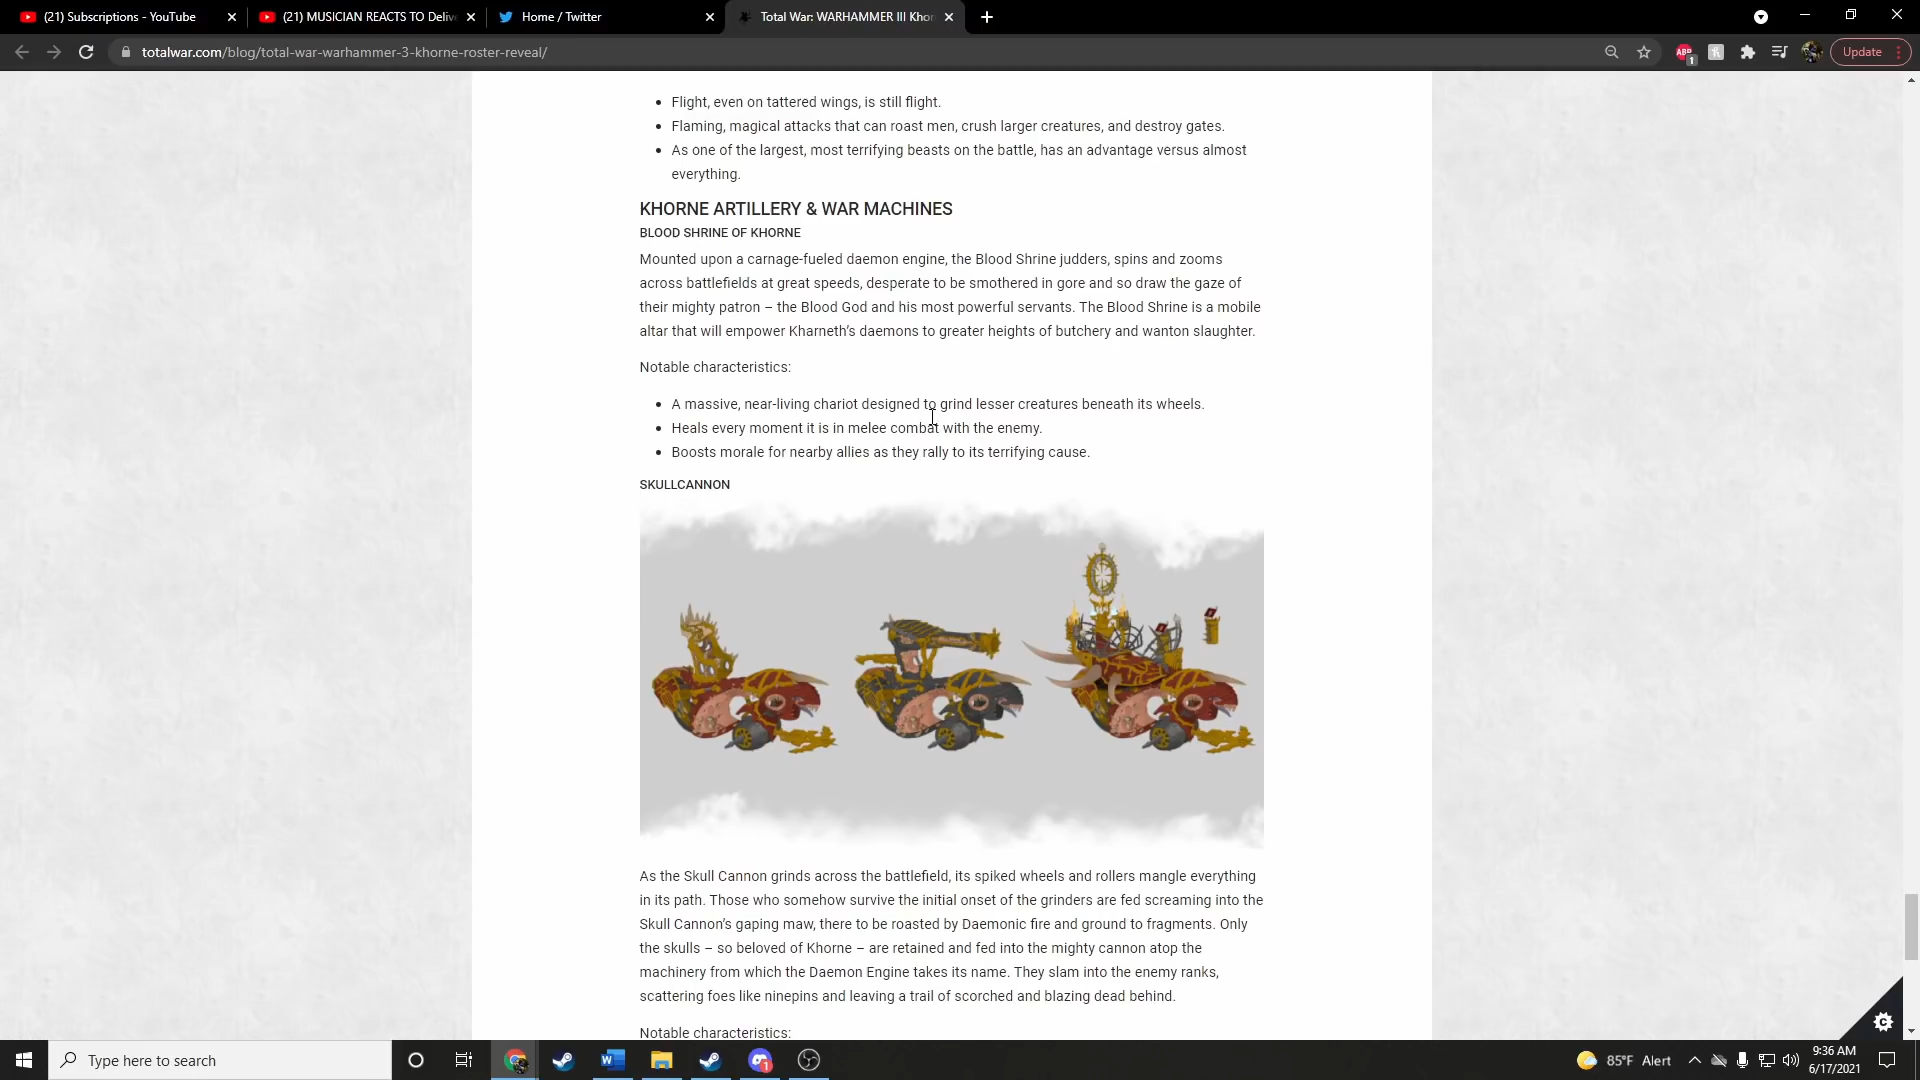 (21) Subscriptions - YouTube
(21) MUSICIAN REACTS TO Delive
Home / Twitter
Total War: WARHAMMER III Khor
totalwar.com/blog/total-war-warhammer-3-khorne-roster-reveal/
ABP
1
Update
Flight, even on tattered wings, is still flight.
Flaming, magical attacks that can roast men, crush larger creatures, and destroy gates.
As one of the largest, most terrifying beasts on the battle, has an advantage versus almost
everything.
KHORNE ARTILLERY & WAR MACHINES
BLOOD SHRINE OF KHORNE
Mounted upon a carnage-fueled daemon engine, the Blood Shrine judders, spins and zooms
across battlefields at great speeds, desperate to be smothered in gore and so draw the gaze of
their mighty patron – the Blood God and his most powerful servants. The Blood Shrine is a mobile
altar that will empower Kharneth's daemons to greater heights of butchery and wanton slaughter.
Notable characteristics:
A massive, near-living chariot designed to grind lesser creatures beneath its wheels.
Heals every moment it is in melee combat with the enemy.
Boosts morale for nearby allies as they rally to its terrifying cause.
SKULLCANNON
As the Skull Cannon grinds across the battlefield, its spiked wheels and rollers mangle everything
in its path. Those who somehow survive the initial onset of the grinders are fed screaming into the
Skull Cannon's gaping maw, there to be roasted by Daemonic fire and ground to fragments. Only
the skulls – so beloved of Khorne – are retained and fed into the mighty cannon atop the
machinery from which the Daemon Engine takes its name. They slam into the enemy ranks,
scattering foes like ninepins and leaving a trail of scorched and blazing dead behind.
Notable characteristics:
Type here to search
1
85°F Alert
9:36 AM
6/17/2021